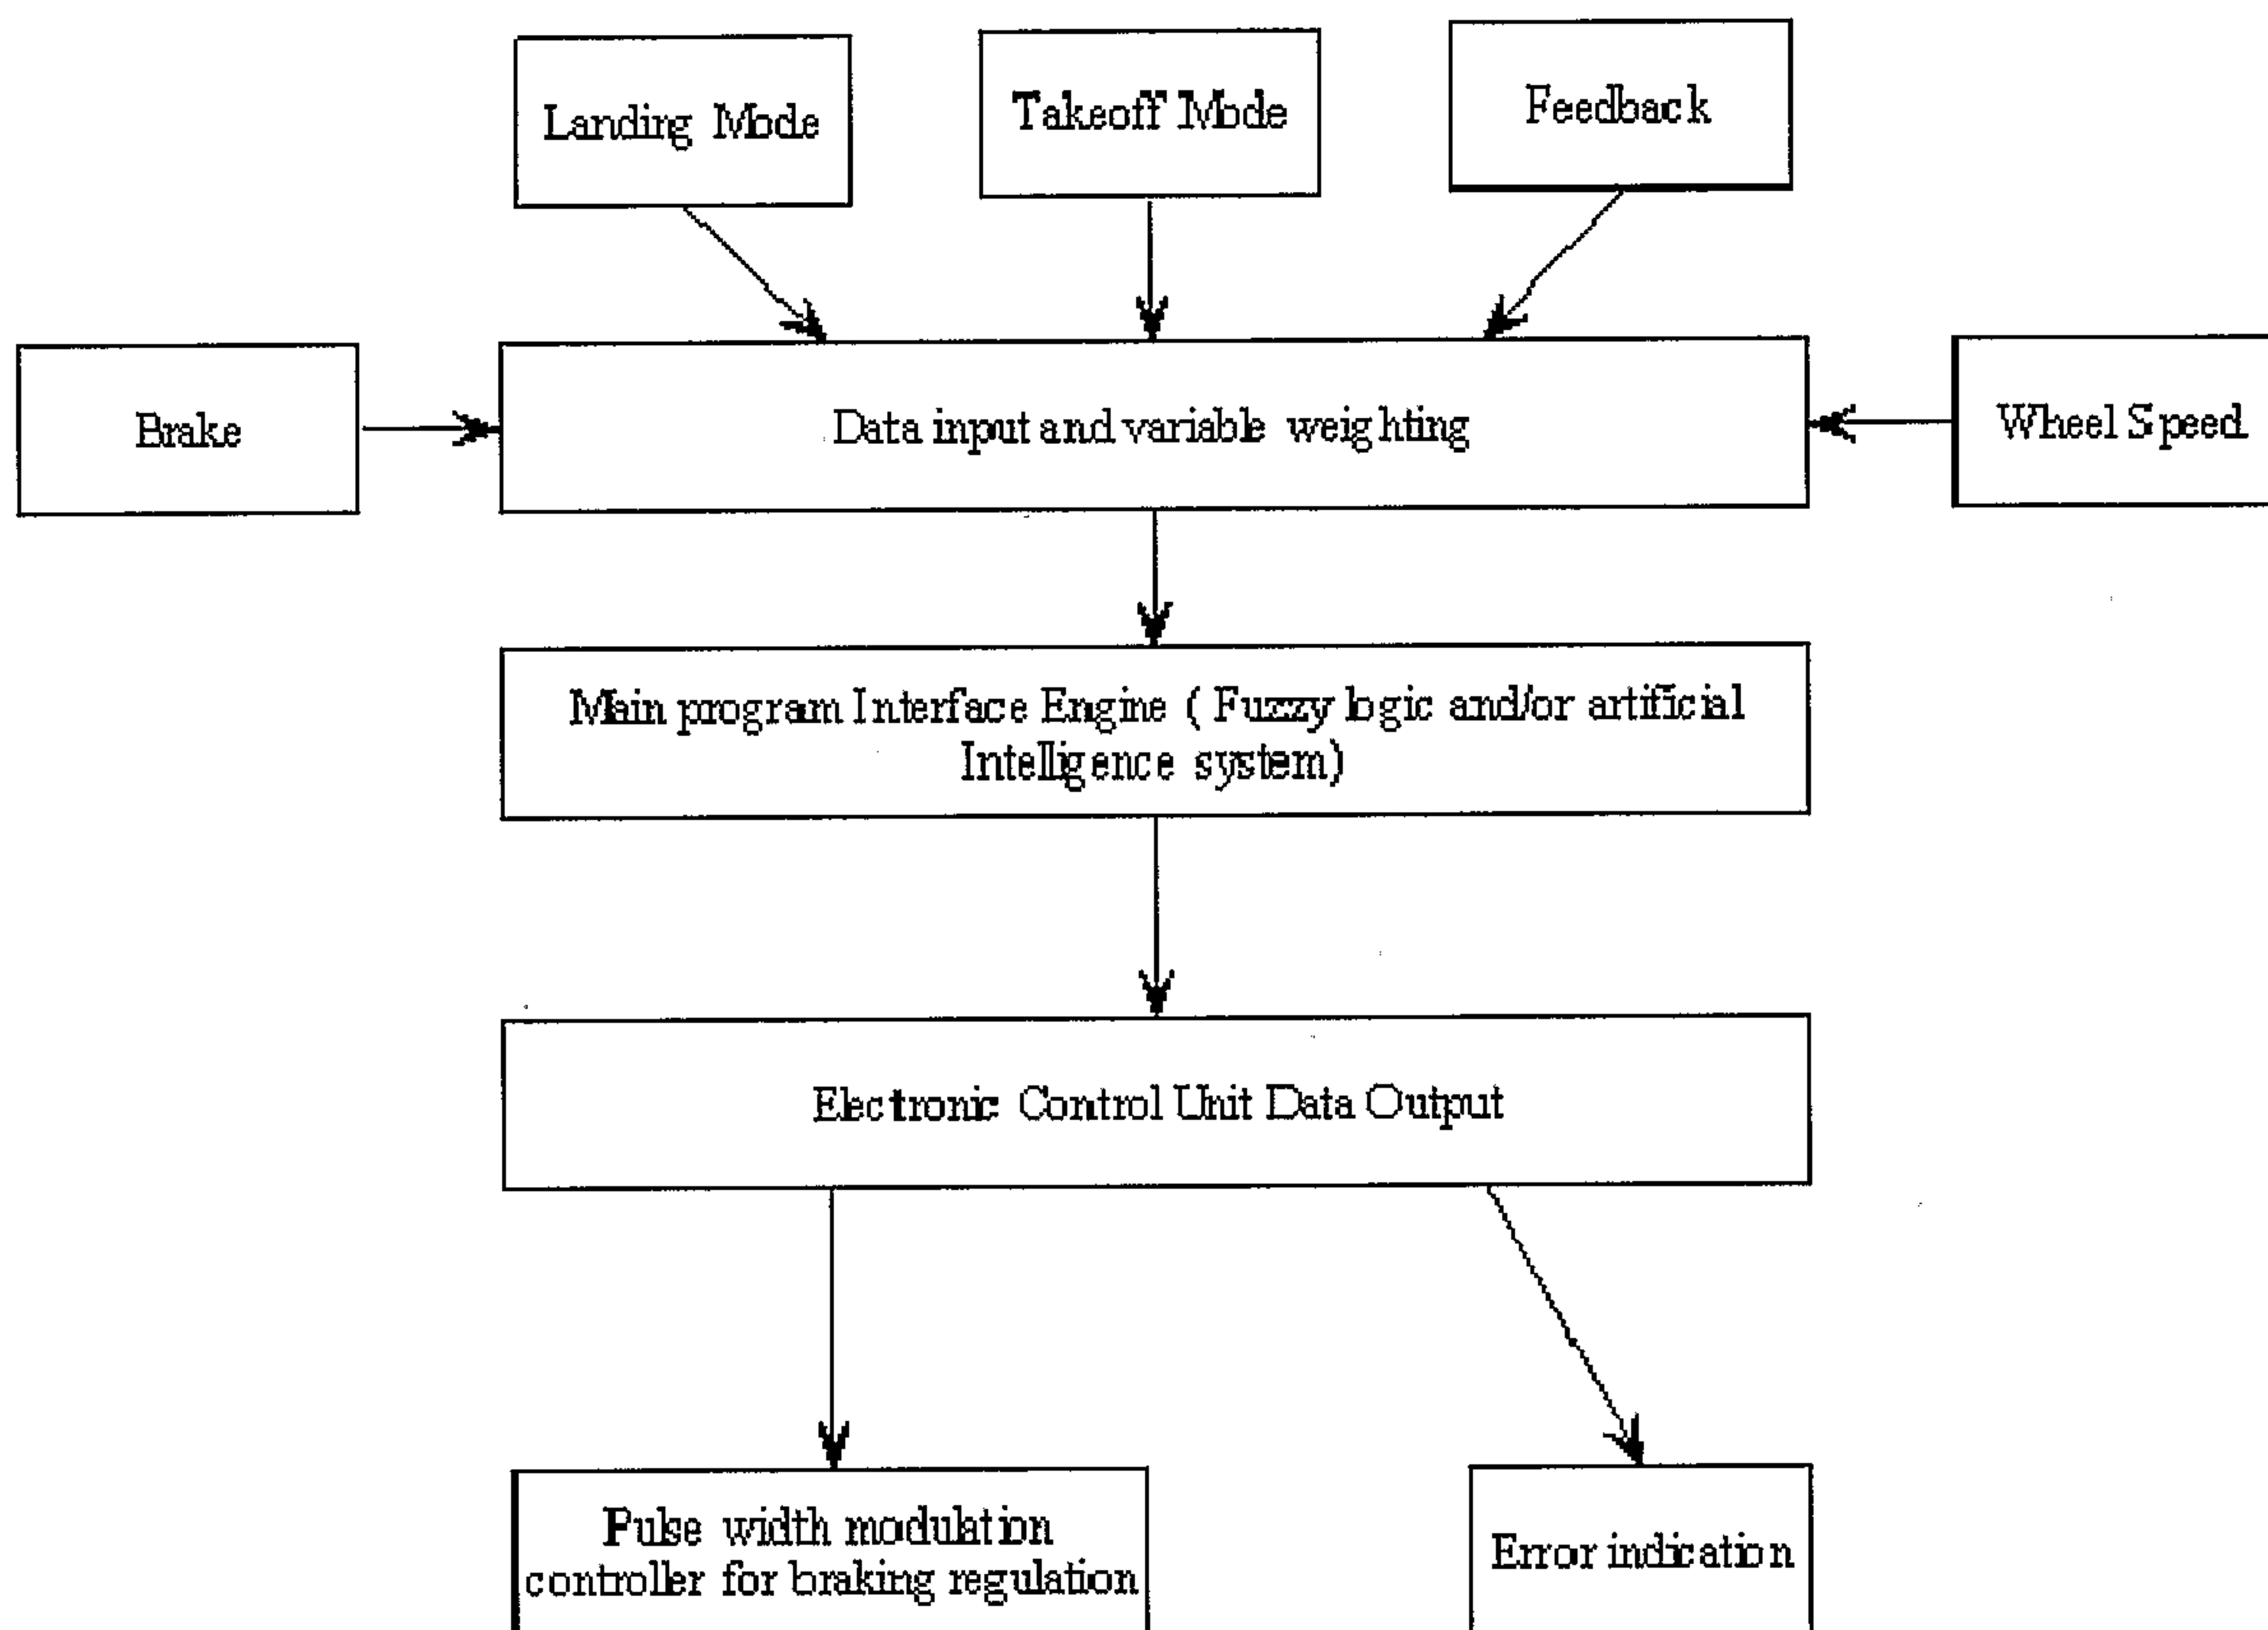 Landing Mode
Takeoff Mode
Feedback
Brake
Data input and variable weighting
Wheel Speed
Main program Interface Engine ( Fuzzy logic and/or artificial
Intelligence system)
Electronic Control Unit Data Output
Pulse width modulation
controller for braking regulation
Error indication